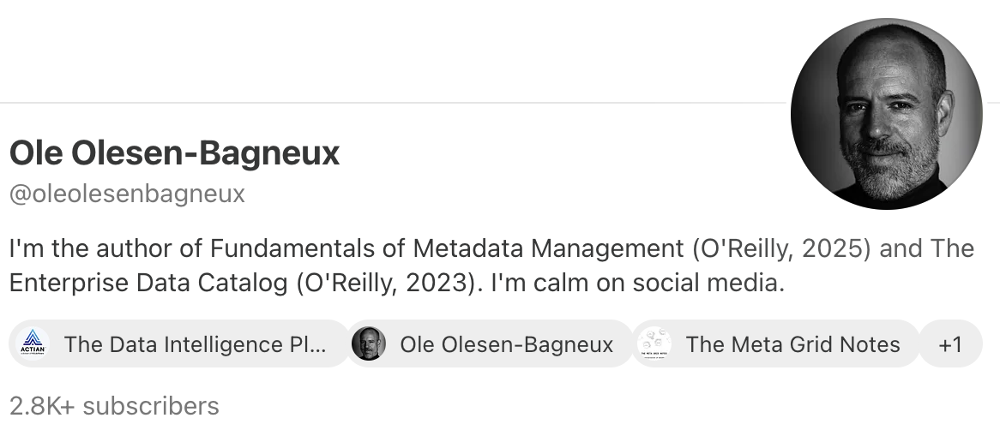 Ole Olesen-Bagneux
@oleolesenbagneux
I'm the author of Fundamentals of Metadata Management (O'Reilly, 2025) and The
Enterprise Data Catalog (O'Reilly, 2023). I'm calm on social media.
ACTIAN The Data Intelligence Pl... Ole Olesen-Bagneux The Meta Grid Notes +1
2.8K+ subscribers